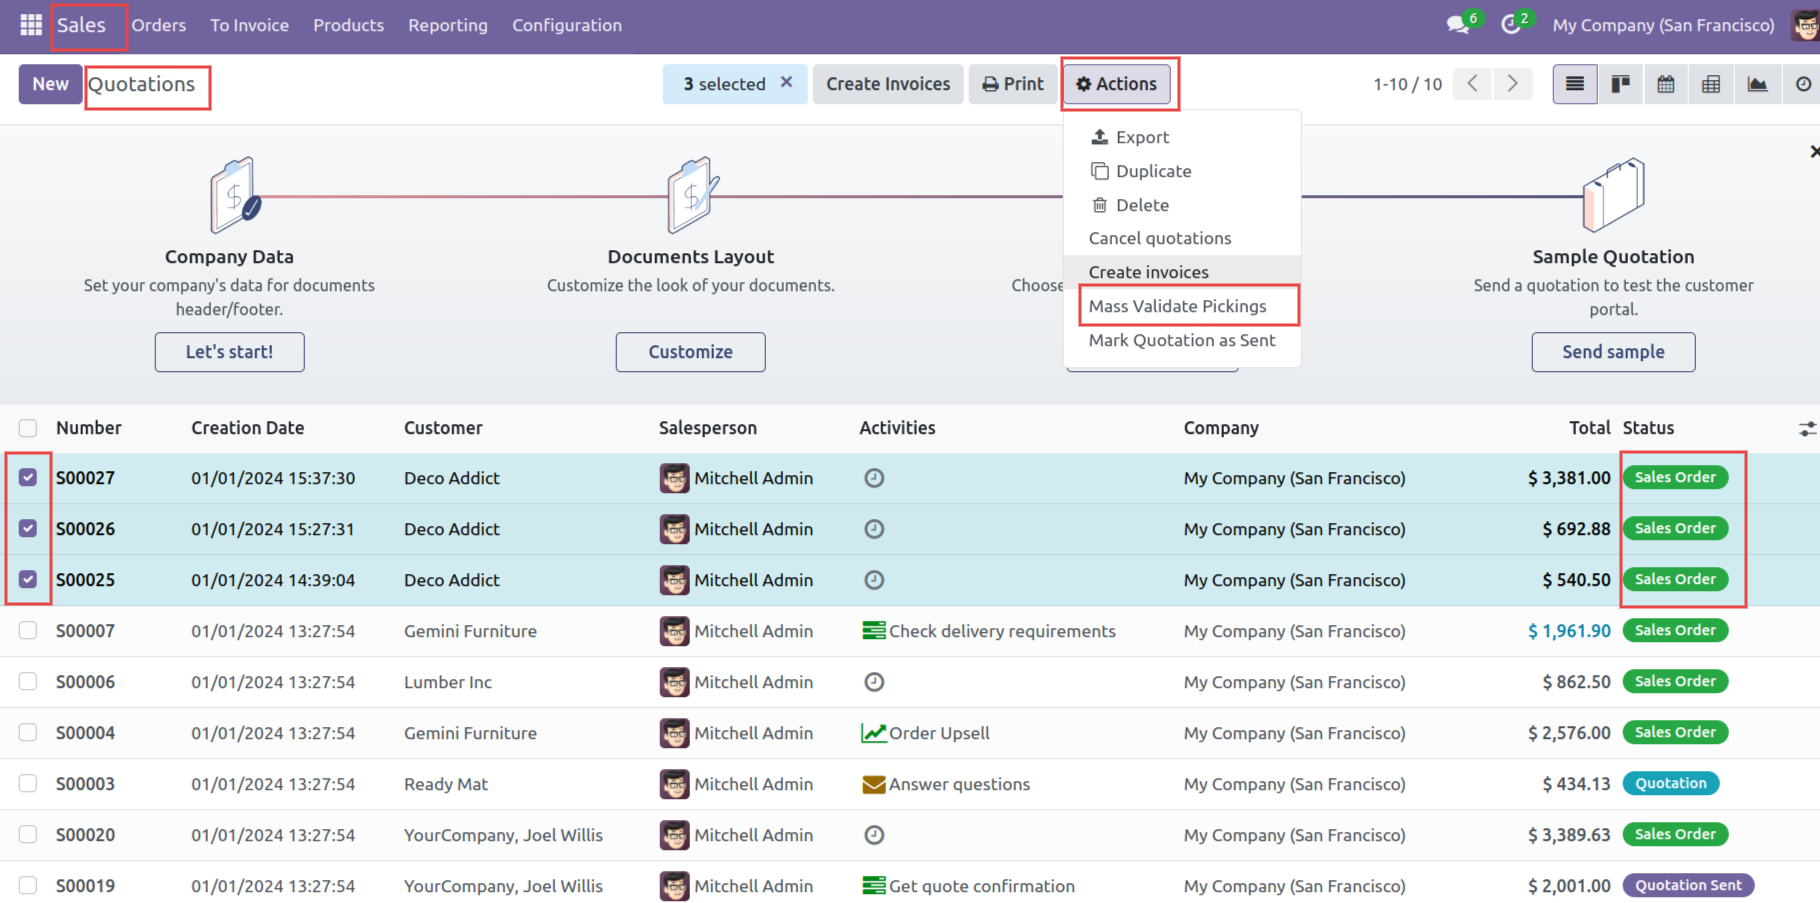 Sales Orders To Invoice Products Reporting Configuration 6 2 My Company (San Francisco)
New Quotations 3 selected × Create Invoices Print Actions 1-10 / 10
Export
Duplicate
Delete
Cancel quotations
Create invoices
Mass Validate Pickings
Mark Quotation as Sent
Company Data
Set your company's data for documents
header/footer.
Let's start!
Documents Layout
Customize the look of your documents.
Customize
Choose
Sample Quotation
Send a quotation to test the customer
portal.
Send sample
Number Creation Date Customer Salesperson Activities Company Total Status
S00027 01/01/2024 15:37:30 Deco Addict Mitchell Admin My Company (San Francisco) $ 3,381.00 Sales Order
S00026 01/01/2024 15:27:31 Deco Addict Mitchell Admin My Company (San Francisco) $ 692.88 Sales Order
S00025 01/01/2024 14:39:04 Deco Addict Mitchell Admin My Company (San Francisco) $ 540.50 Sales Order
S00007 01/01/2024 13:27:54 Gemini Furniture Mitchell Admin Check delivery requirements My Company (San Francisco) $ 1,961.90 Sales Order
S00006 01/01/2024 13:27:54 Lumber Inc Mitchell Admin My Company (San Francisco) $ 862.50 Sales Order
S00004 01/01/2024 13:27:54 Gemini Furniture Mitchell Admin Order Upsell My Company (San Francisco) $ 2,576.00 Sales Order
S00003 01/01/2024 13:27:54 Ready Mat Mitchell Admin Answer questions My Company (San Francisco) $ 434.13 Quotation
S00020 01/01/2024 13:27:54 YourCompany, Joel Willis Mitchell Admin My Company (San Francisco) $ 3,389.63 Sales Order
S00019 01/01/2024 13:27:54 YourCompany, Joel Willis Mitchell Admin Get quote confirmation My Company (San Francisco) $ 2,001.00 Quotation Sent